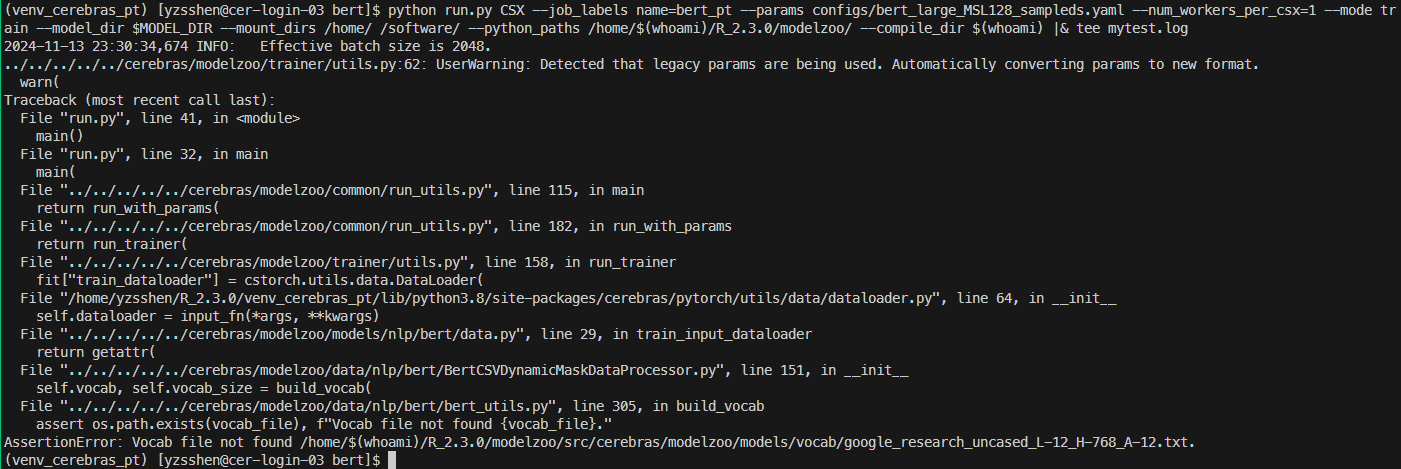 (venv_cerebras_pt) [yzsshen@cer-login-03 bert]$ python run.py CSX --job_labels name=bert_pt --params configs/bert_large_MSL128_sampleds.yaml --num_workers_per_csx=1 --mode tr
ain --model_dir $MODEL_DIR --mount_dirs /home/ /software/ --python_paths /home/$(whoami)/R_2.3.0/modelzoo/ --compile_dir $(whoami) |& tee mytest.log
2024-11-13 23:30:34,674 INFO:   Effective batch size is 2048.
../../../../../cerebras/modelzoo/trainer/utils.py:62: UserWarning: Detected that legacy params are being used. Automatically converting params to new format.
  warn(
Traceback (most recent call last):
  File "run.py", line 41, in <module>
    main()
  File "run.py", line 32, in main
    main(
  File "../../../../../cerebras/modelzoo/common/run_utils.py", line 115, in main
    return run_with_params(
  File "../../../../../cerebras/modelzoo/common/run_utils.py", line 182, in run_with_params
    return run_trainer(
  File "../../../../../cerebras/modelzoo/trainer/utils.py", line 158, in run_trainer
    fit["train_dataloader"] = cstorch.utils.data.DataLoader(
  File "/home/yzsshen/R_2.3.0/venv_cerebras_pt/lib/python3.8/site-packages/cerebras/pytorch/utils/data/dataloader.py", line 64, in __init__
    self.dataloader = input_fn(*args, **kwargs)
  File "../../../../../cerebras/modelzoo/models/nlp/bert/data.py", line 29, in train_input_dataloader
    return getattr(
  File "../../../../../cerebras/modelzoo/data/nlp/bert/BertCSVDynamicMaskDataProcessor.py", line 151, in __init__
    self.vocab, self.vocab_size = build_vocab(
  File "../../../../../cerebras/modelzoo/data/nlp/bert/bert_utils.py", line 305, in build_vocab
    assert os.path.exists(vocab_file), f"Vocab file not found {vocab_file}."
AssertionError: Vocab file not found /home/$(whoami)/R_2.3.0/modelzoo/src/cerebras/modelzoo/models/vocab/google_research_uncased_L-12_H-768_A-12.txt.
(venv_cerebras_pt) [yzsshen@cer-login-03 bert]$